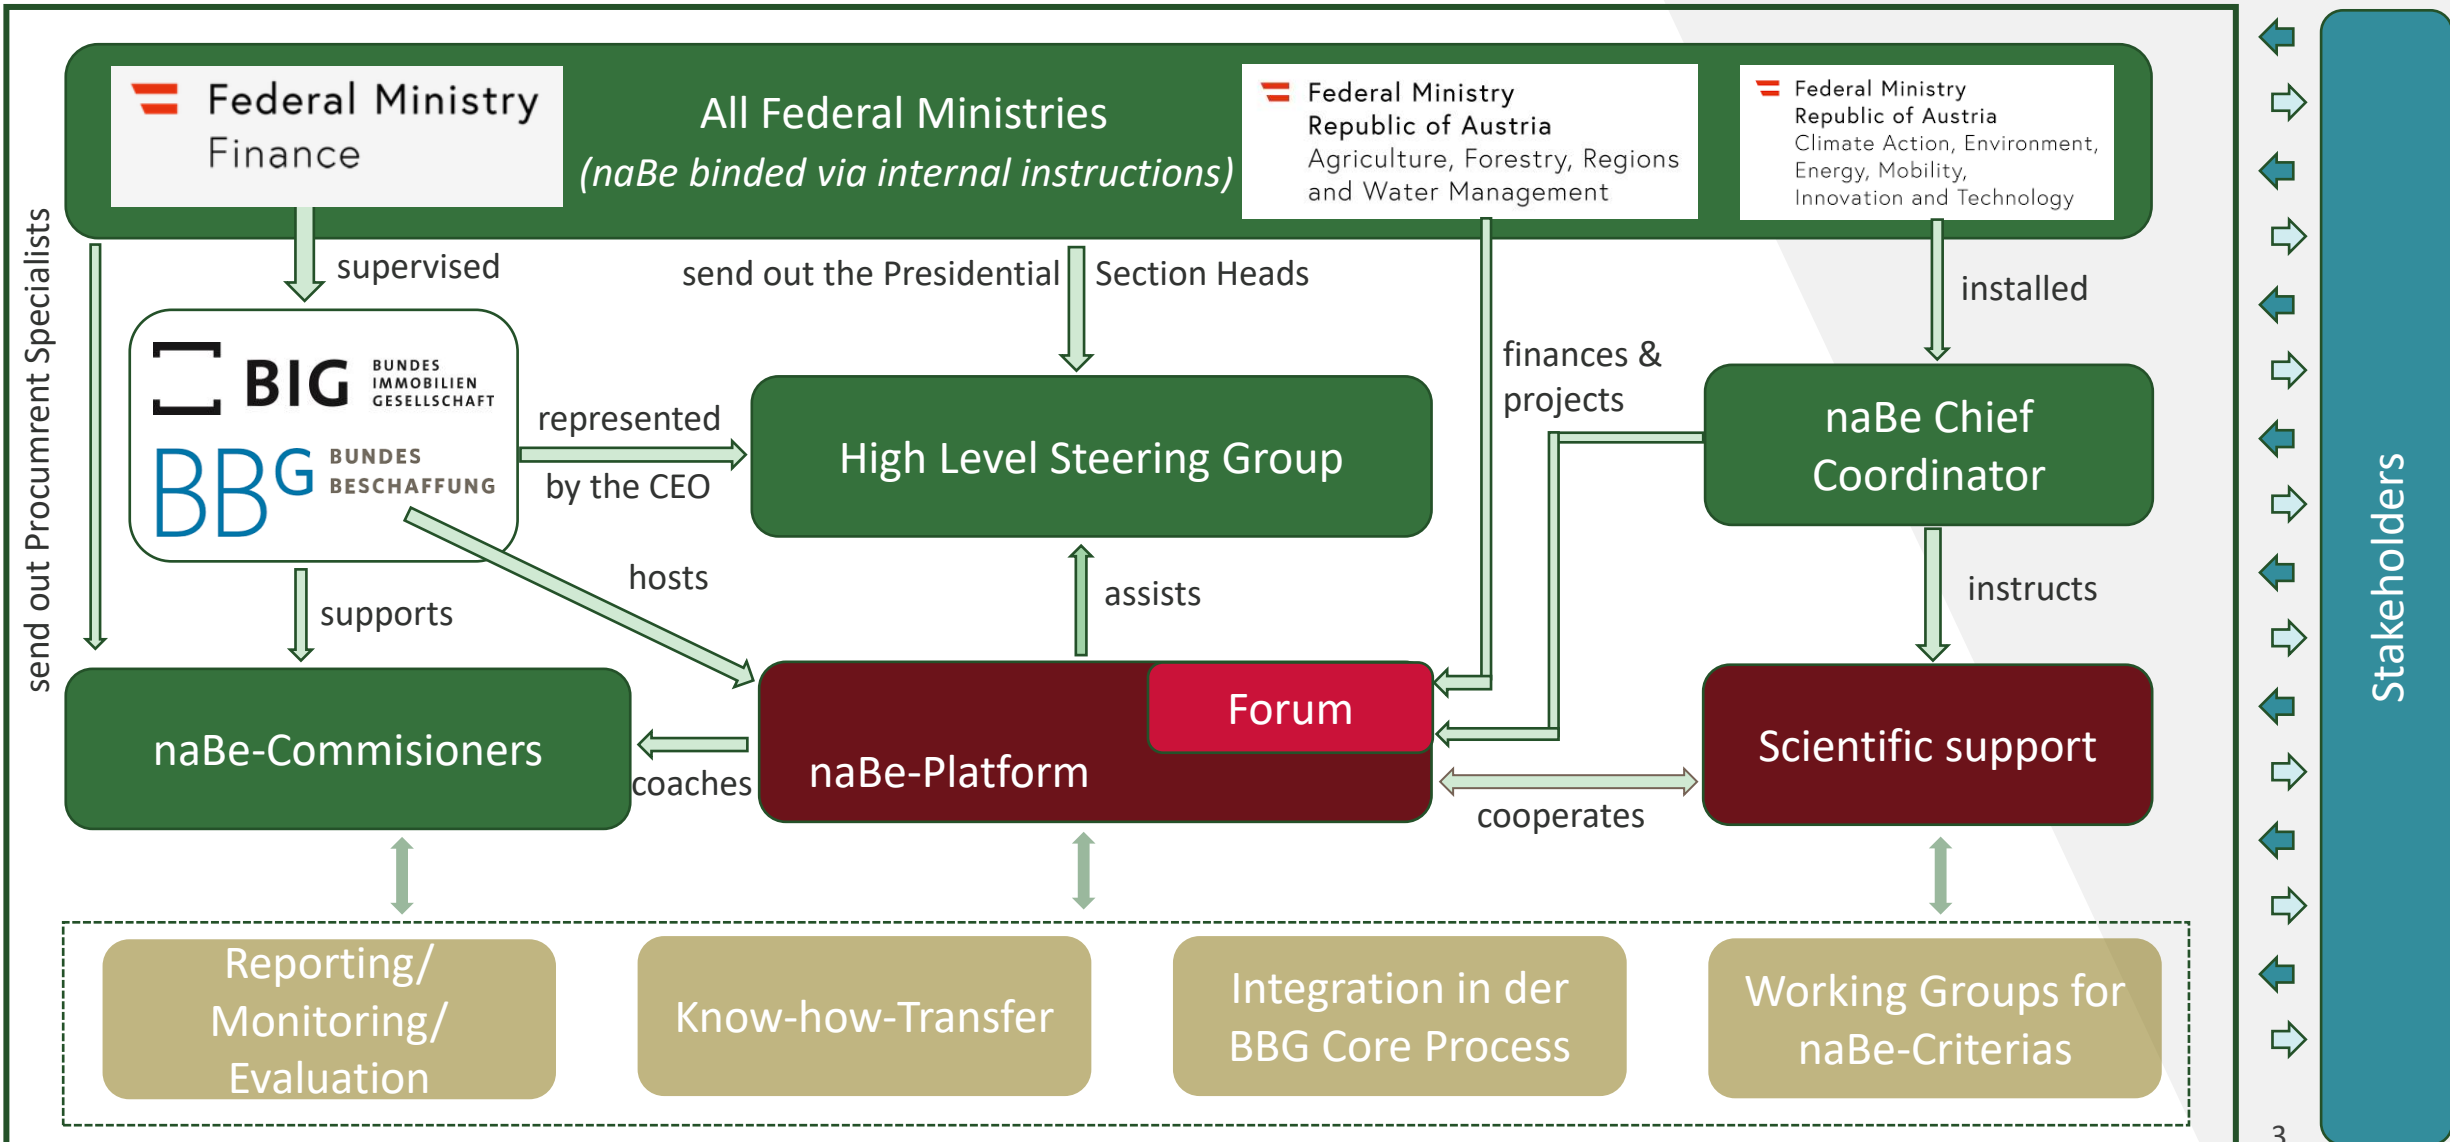 Federal Ministry
Finance
All Federal Ministries
(naBe binded via internal instructions)
Federal Ministry
Republic of Austria
Agriculture, Forestry, Regions
and Water Management
Federal Ministry
Republic of Austria
Climate Action, Environment,
Energy, Mobility,
Innovation and Technology
send out Procumrent Specialists
supervised
send out the Presidential
Section Heads
installed
BIG
BUNDES
IMMOBILIEN
GESELLSCHAFT
BBG
BUNDES
BESCHAFFUNG
represented
by the CEO
High Level Steering Group
finances &
projects
naBe Chief
Coordinator
supports
hosts
assists
instructs
naBe-Commisioners
coaches
Forum
naBe-Platform
cooperates
Scientific support
Reporting/
Monitoring/
Evaluation
Know-how-Transfer
Integration in der
BBG Core Process
Working Groups for
naBe-Criterias
Stakeholders
3